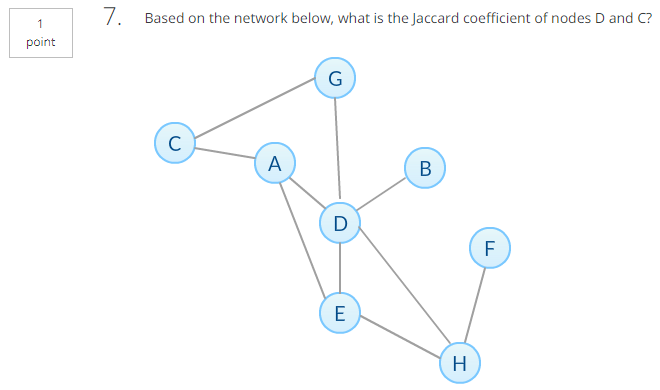 1
point
7.
Based on the network below, what is the Jaccard coefficient of nodes D and C?
G
C
A
B
D
F
E
H